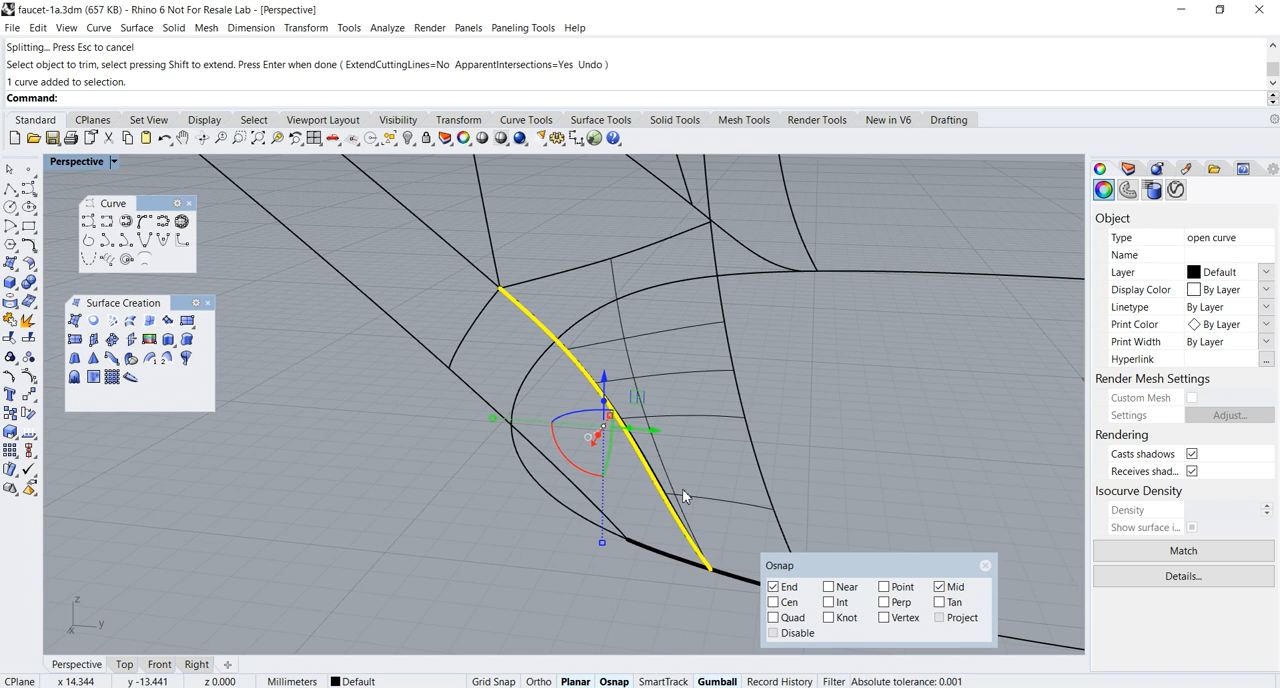 faucet-1a.3dm (657 KB) - Rhino 6 Not For Resale Lab - [Perspective]
File Edit View Curve Surface Solid Mesh Dimension Transform Tools Analyze Render Panels Paneling Tools Help
Splitting... Press Esc to cancel
Select object to trim, select pressing Shift to extend. Press Enter when done ( ExtendCuttingLines=No ApparentIntersections=Yes Undo )
1 curve added to selection.
Command:
Standard CPlanes Set View Display Select Viewport Layout Visibility Transform Curve Tools Surface Tools Solid Tools Mesh Tools Render Tools New in V6 Drafting
Perspective
Curve
Surface Creation
1 2
Object
Type open curve
Name
Layer Default
Display Color By Layer
Linetype By Layer
Print Color By Layer
Print Width By Layer
Hyperlink ...
Render Mesh Settings
Custom Mesh
Settings Adjust...
Rendering
Casts shadows
Receives shad...
Isocurve Density
Density
Show surface i...
Match
Details...
Osnap
End Near Point Mid
Cen Int Perp Tan
Quad Knot Vertex Project
Disable
z
x y
Perspective Top Front Right
CPlane x 14.344 y -13.441 z 0.000 Millimeters Default Grid Snap Ortho Planar Osnap SmartTrack Gumball Record History Filter Absolute tolerance: 0.001